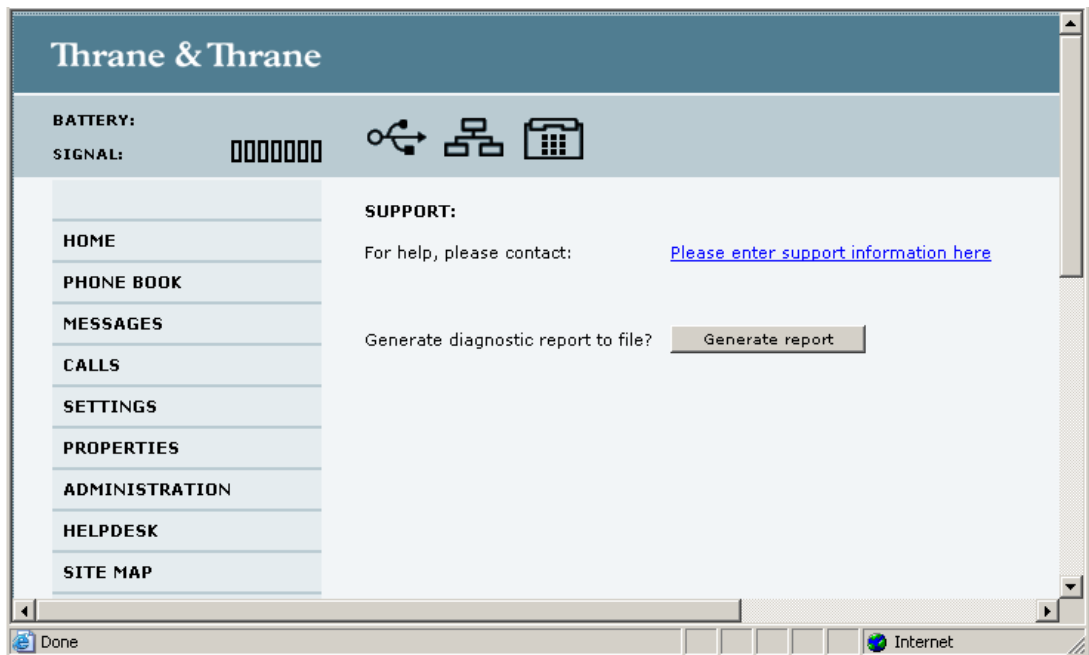 Thrane & Thrane
BATTERY:
SIGNAL:
HOME
PHONE BOOK
MESSAGES
CALLS
SETTINGS
PROPERTIES
ADMINISTRATION
HELPDESK
SITE MAP
SUPPORT:
For help, please contact: Please enter support information here
Generate diagnostic report to file? Generate report
Done Internet